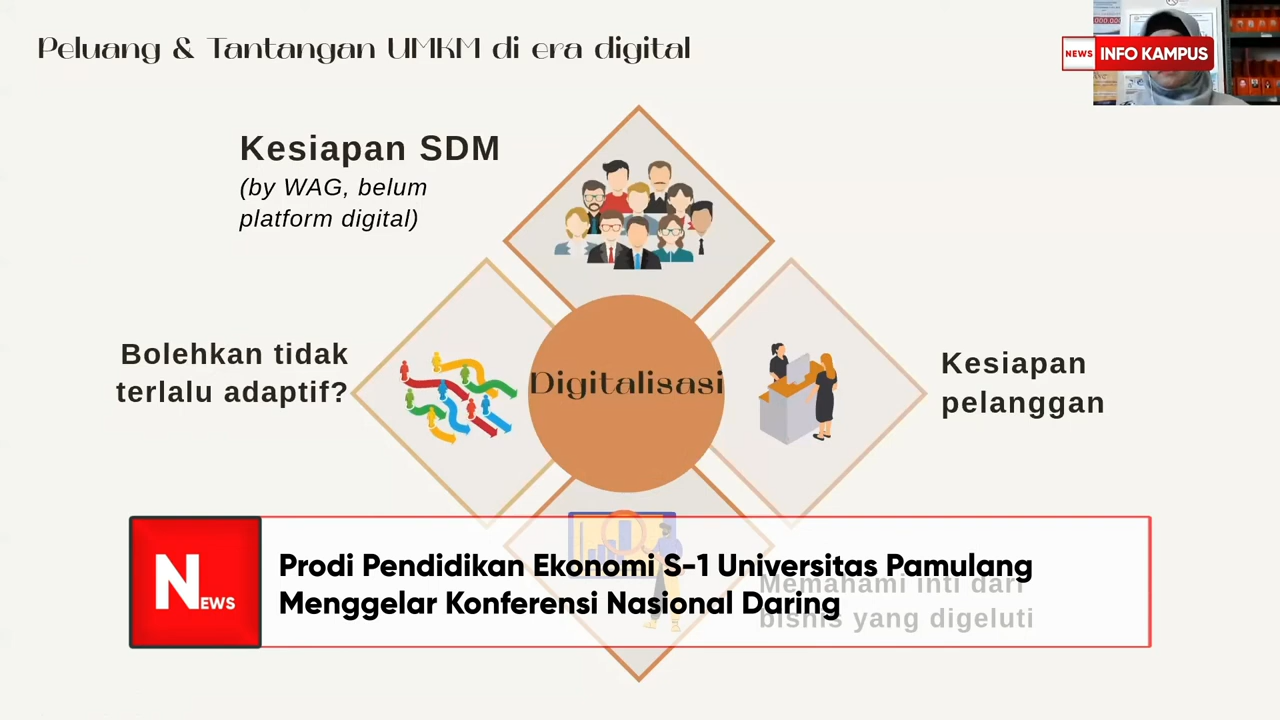 Peluang & Tantangan UMKM di era digital
NEWS INFO KAMPUS
Kesiapan SDM
(by WAG, belum
platform digital)
Bolehkan tidak
terlalu adaptif?
Digitalisasi
Kesiapan
pelanggan
Memahami inti dari
bisnis yang digeluti
NEWS
Prodi Pendidikan Ekonomi S-1 Universitas Pamulang
Menggelar Konferensi Nasional Daring